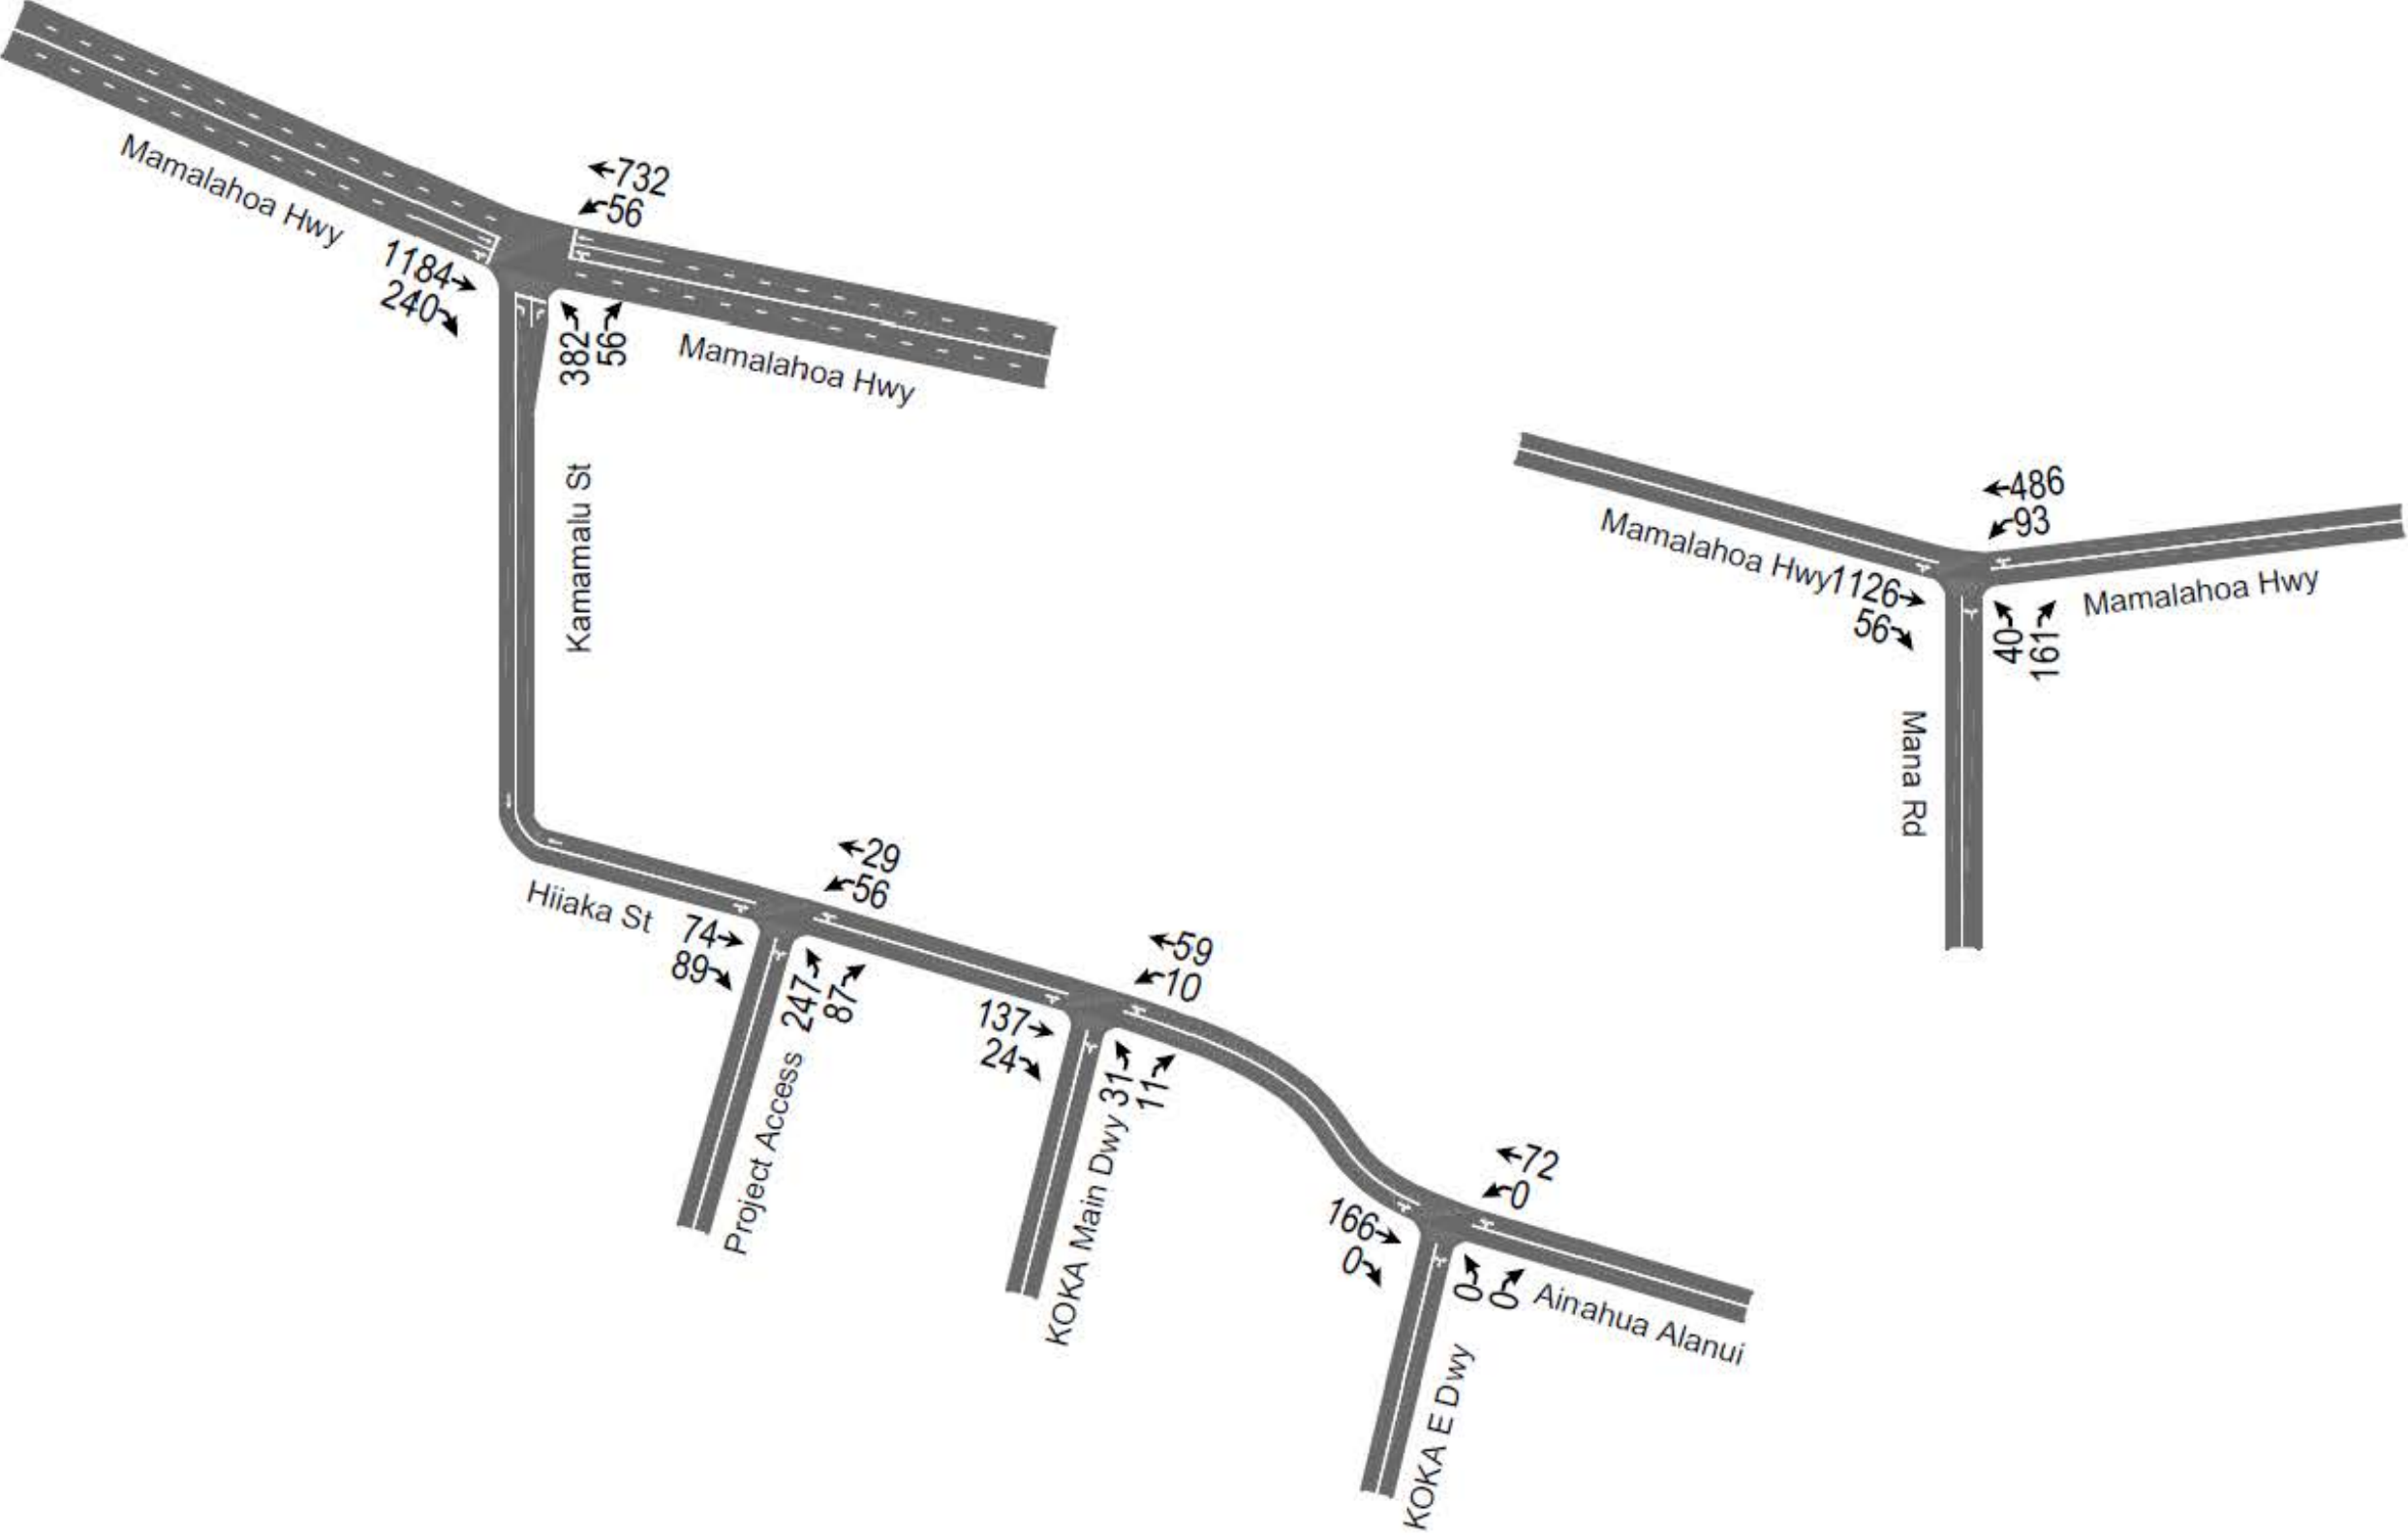 Mamalahoa Hwy
732
56
1184
240
382
56
Mamalahoa Hwy
Kamamalu St
Mamalahoa Hwy
486
93
1126
56
40
161
Mamalahoa Hwy
Mana Rd
Hiiaka St
29
56
74
89
247
87
Project Access
59
10
137
24
31
11
KOKA Main Dwy
72
0
166
0
0
0
Ainahua Alanui
KOKA E Dwy